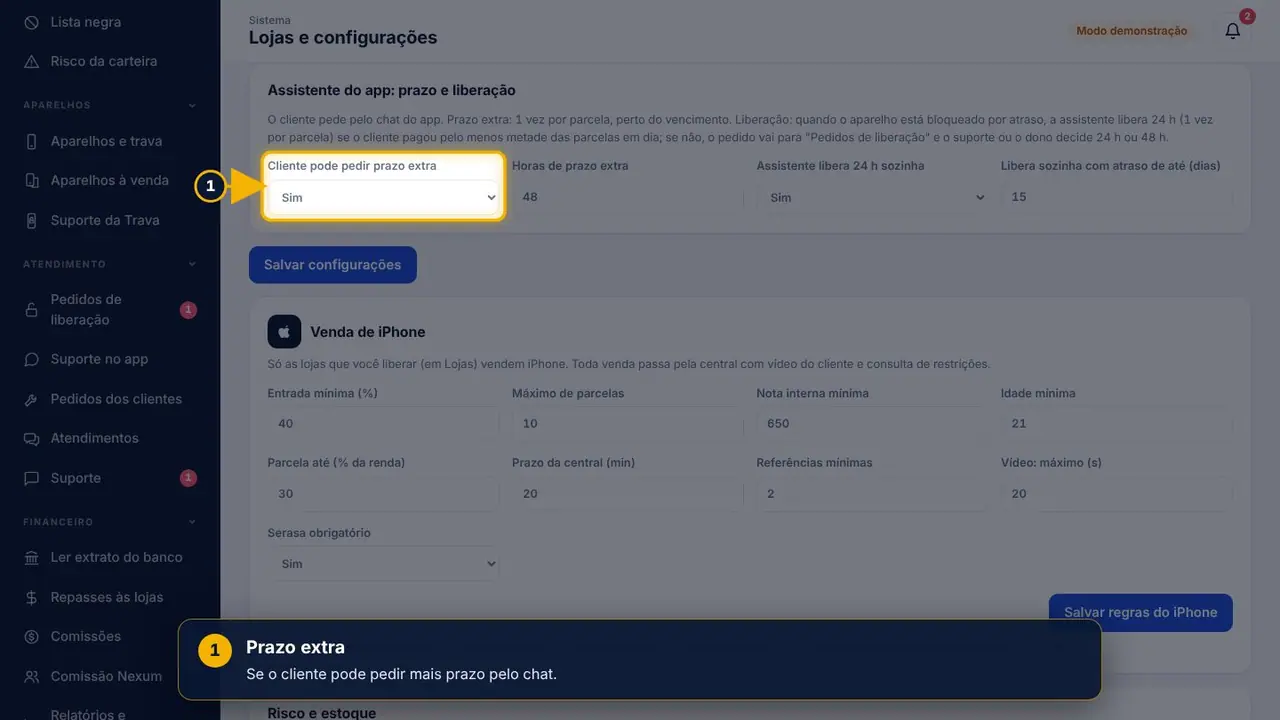 Lista negra
Risco da carteira
APARELHOS
Aparelhos e trava
Aparelhos à venda
Suporte da Trava
ATENDIMENTO
Pedidos de
liberação
1
Suporte no app
Pedidos dos clientes
Atendimentos
Suporte
1
FINANCEIRO
Ler extrato do banco
Repasses às lojas
Comissões
Comissão Nexum
Relatórios e
Sistema
Lojas e configurações
Modo demonstração
2
Assistente do app: prazo e liberação
O cliente pede pelo chat do app. Prazo extra: 1 vez por parcela, perto do vencimento. Liberação: quando o aparelho está bloqueado por atraso, a assistente libera 24 h (1 vez
por parcela) se o cliente pagou pelo menos metade das parcelas em dia; se não, o pedido vai para "Pedidos de liberação" e o suporte ou o dono decide 24 h ou 48 h.
1
Cliente pode pedir prazo extra
Sim
Horas de prazo extra
48
Assistente libera 24 h sozinha
Sim
Libera sozinha com atraso de até (dias)
15
Salvar configurações
Venda de iPhone
Só as lojas que você liberar (em Lojas) vendem iPhone. Toda venda passa pela central com vídeo do cliente e consulta de restrições.
Entrada mínima (%)
40
Máximo de parcelas
10
Nota interna mínima
650
Idade mínima
21
Parcela até (% da renda)
30
Prazo da central (min)
20
Referências mínimas
2
Vídeo: máximo (s)
20
Serasa obrigatório
Sim
Salvar regras do iPhone
1
Prazo extra
Se o cliente pode pedir mais prazo pelo chat.
Risco e estoque